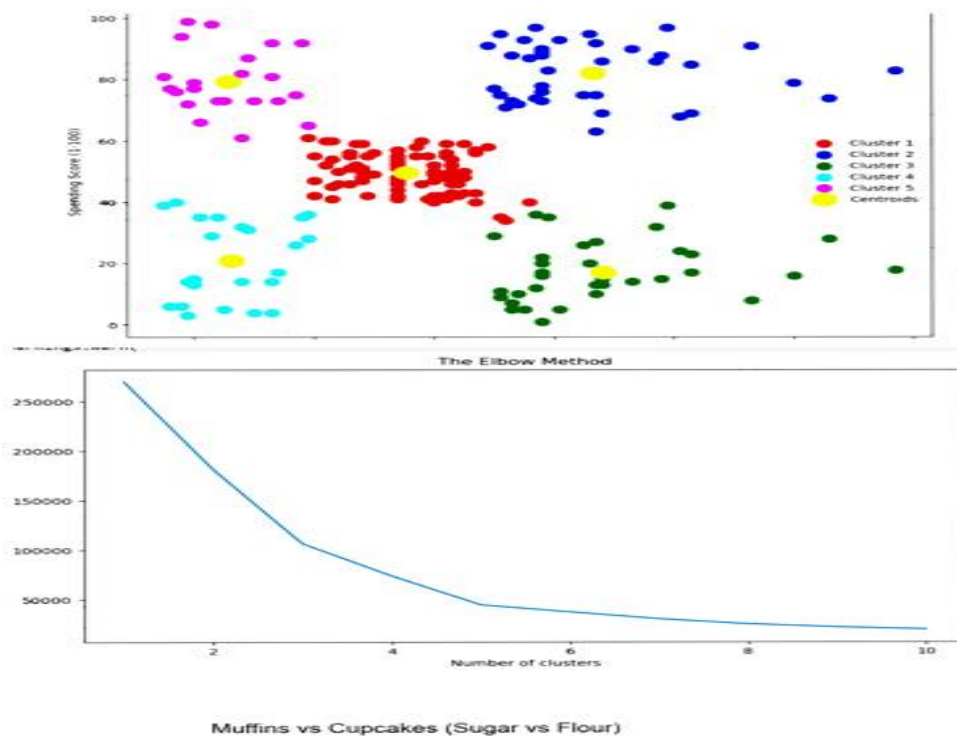 100
80
60
40
20
0
Spending Score (1-100)
Cluster 1
Cluster 2
Cluster 3
Cluster 4
Cluster 5
Centroids
The Elbow Method
250000
200000
150000
100000
50000
2 4 6 8 10
Number of clusters
Muffins vs Cupcakes (Sugar vs Flour)